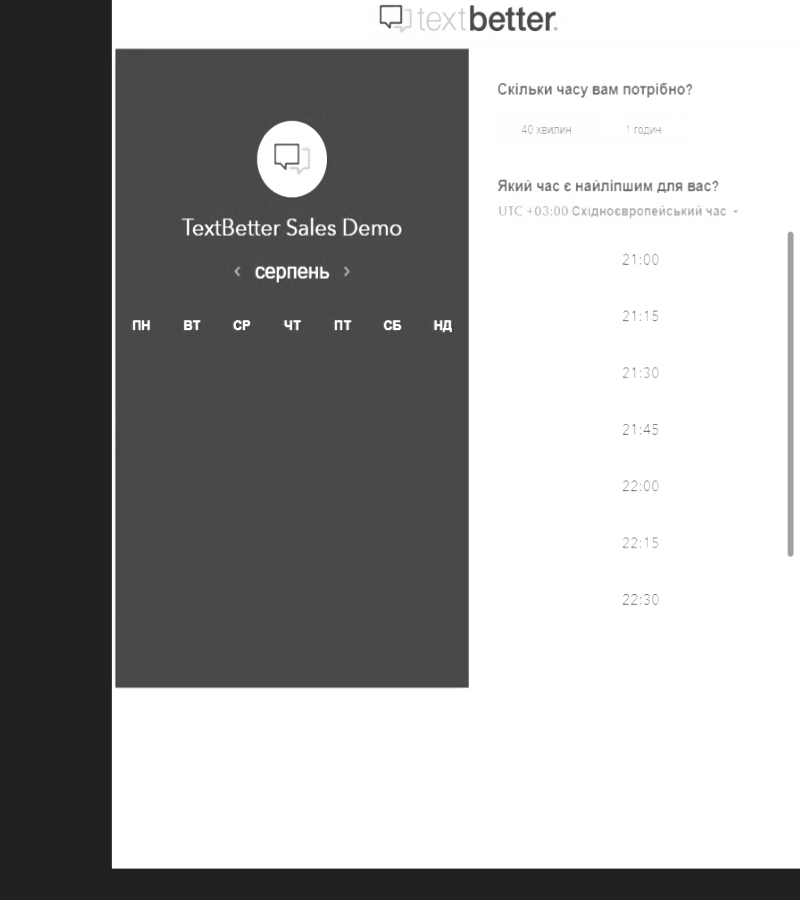 textbetter.
TextBetter Sales Demo
серпень
ПН ВТ СР ЧТ ПТ СБ НД
Скільки часу вам потрібно?
40 хвилин 1 годин
Який час є найліпшим для вас?
UTC +03:00 Східноєвропейський час
21:00
21:15
21:30
21:45
22:00
22:15
22:30